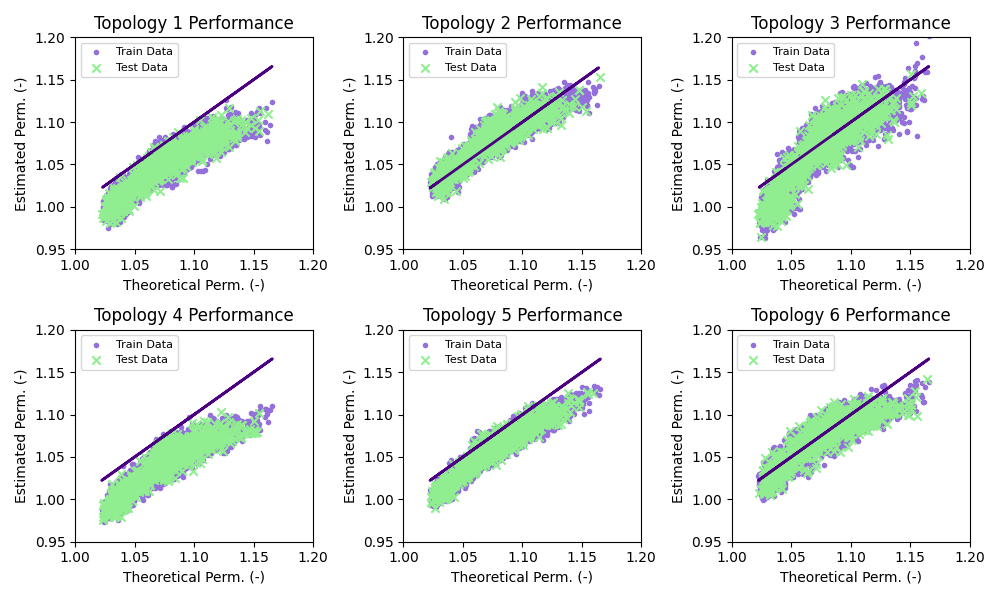 Topology 1 Performance
Estimated Perm. (-)
1.20
1.15
1.10
1.05
1.00
0.95
Train Data
Test Data
1.00 1.05 1.10 1.15 1.20
Theoretical Perm. (-)
Topology 2 Performance
Estimated Perm. (-)
1.20
1.15
1.10
1.05
1.00
0.95
Train Data
Test Data
1.00 1.05 1.10 1.15 1.20
Theoretical Perm. (-)
Topology 3 Performance
Estimated Perm. (-)
1.20
1.15
1.10
1.05
1.00
0.95
Train Data
Test Data
1.00 1.05 1.10 1.15 1.20
Theoretical Perm. (-)
Topology 4 Performance
Estimated Perm. (-)
1.20
1.15
1.10
1.05
1.00
0.95
Train Data
Test Data
1.00 1.05 1.10 1.15 1.20
Theoretical Perm. (-)
Topology 5 Performance
Estimated Perm. (-)
1.20
1.15
1.10
1.05
1.00
0.95
Train Data
Test Data
1.00 1.05 1.10 1.15 1.20
Theoretical Perm. (-)
Topology 6 Performance
Estimated Perm. (-)
1.20
1.15
1.10
1.05
1.00
0.95
Train Data
Test Data
1.00 1.05 1.10 1.15 1.20
Theoretical Perm. (-)